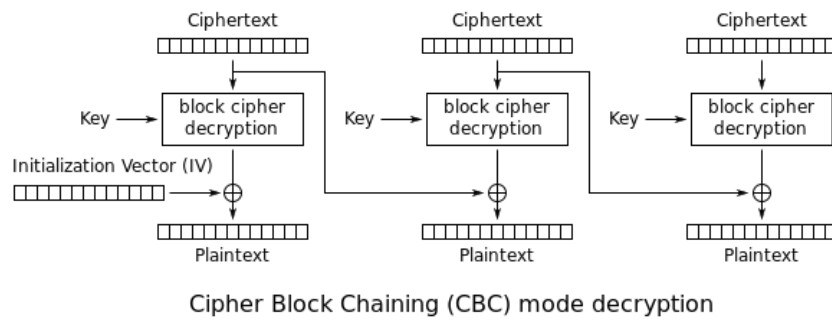 Ciphertext
Ciphertext
Ciphertext
Key
block cipher
decryption
Key
block cipher
decryption
Key
block cipher
decryption
Initialization Vector (IV)
Plaintext
Plaintext
Plaintext
Cipher Block Chaining (CBC) mode decryption